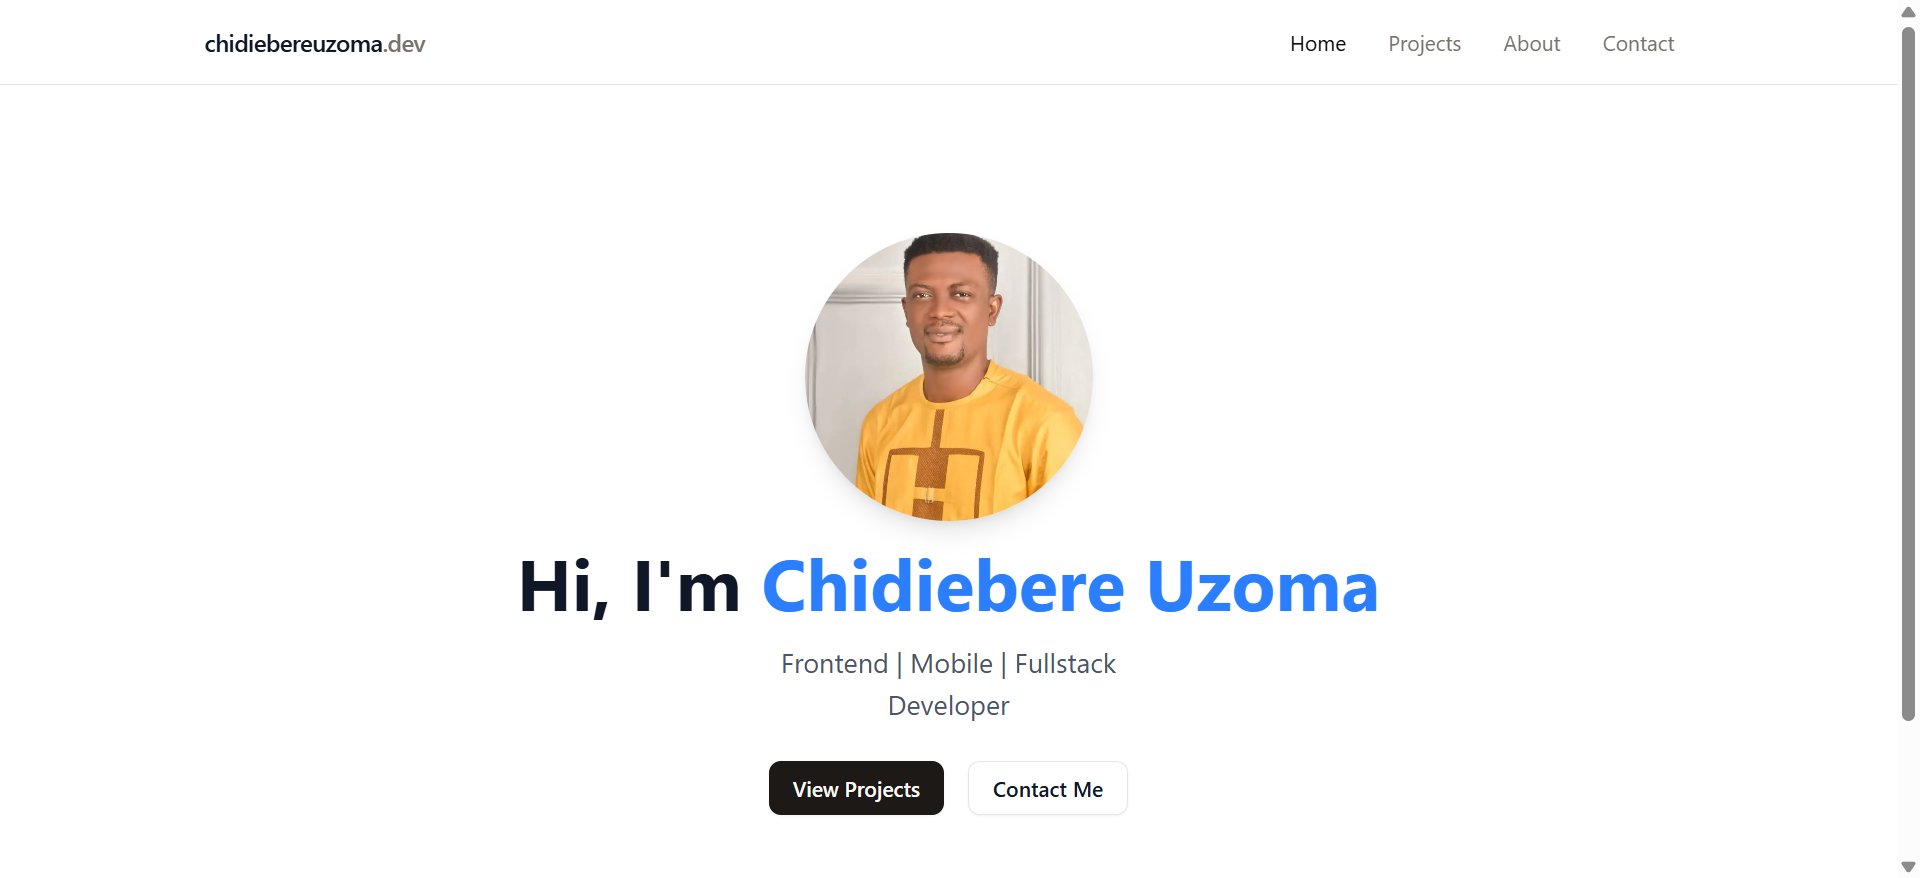 chidiebereuzoma.dev
Home Projects About Contact
Hi, I'm Chidiebere Uzoma
Frontend | Mobile | Fullstack
Developer
View Projects Contact Me